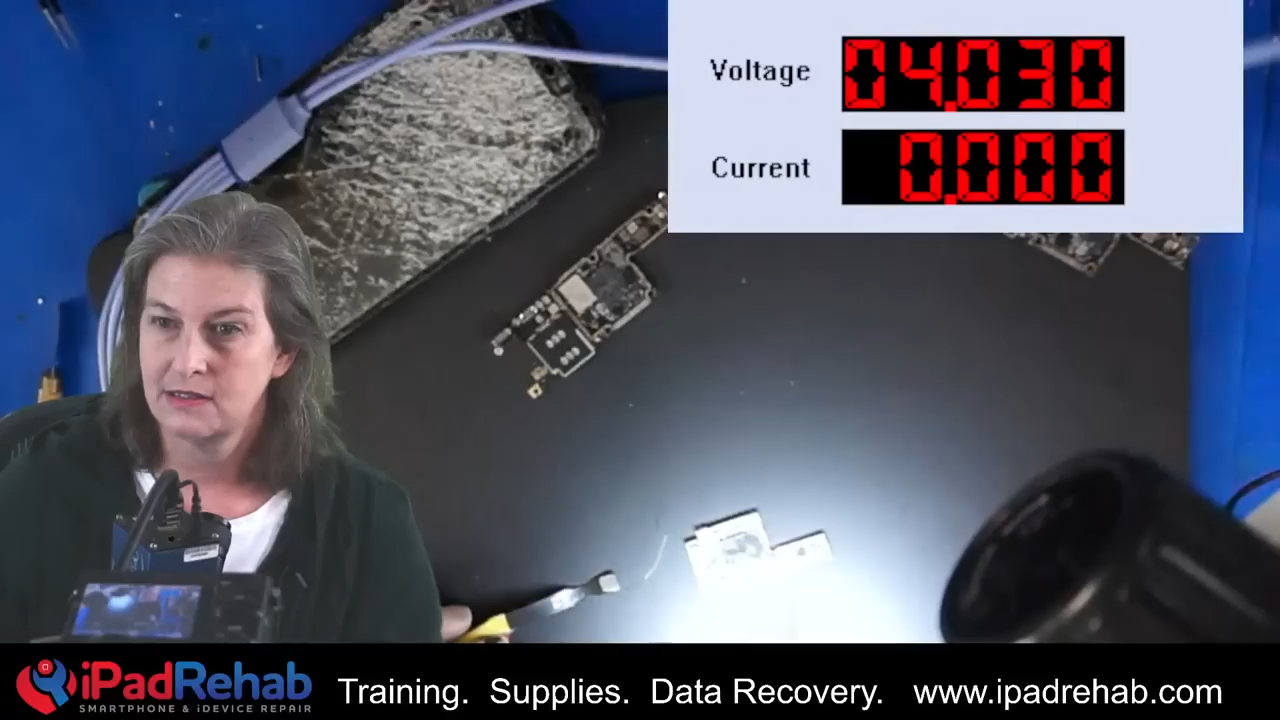 Voltage 04.030
Current 0.000
iPadRehab
SMARTPHONE & iDEVICE REPAIR
Training. Supplies. Data Recovery. www.ipadrehab.com